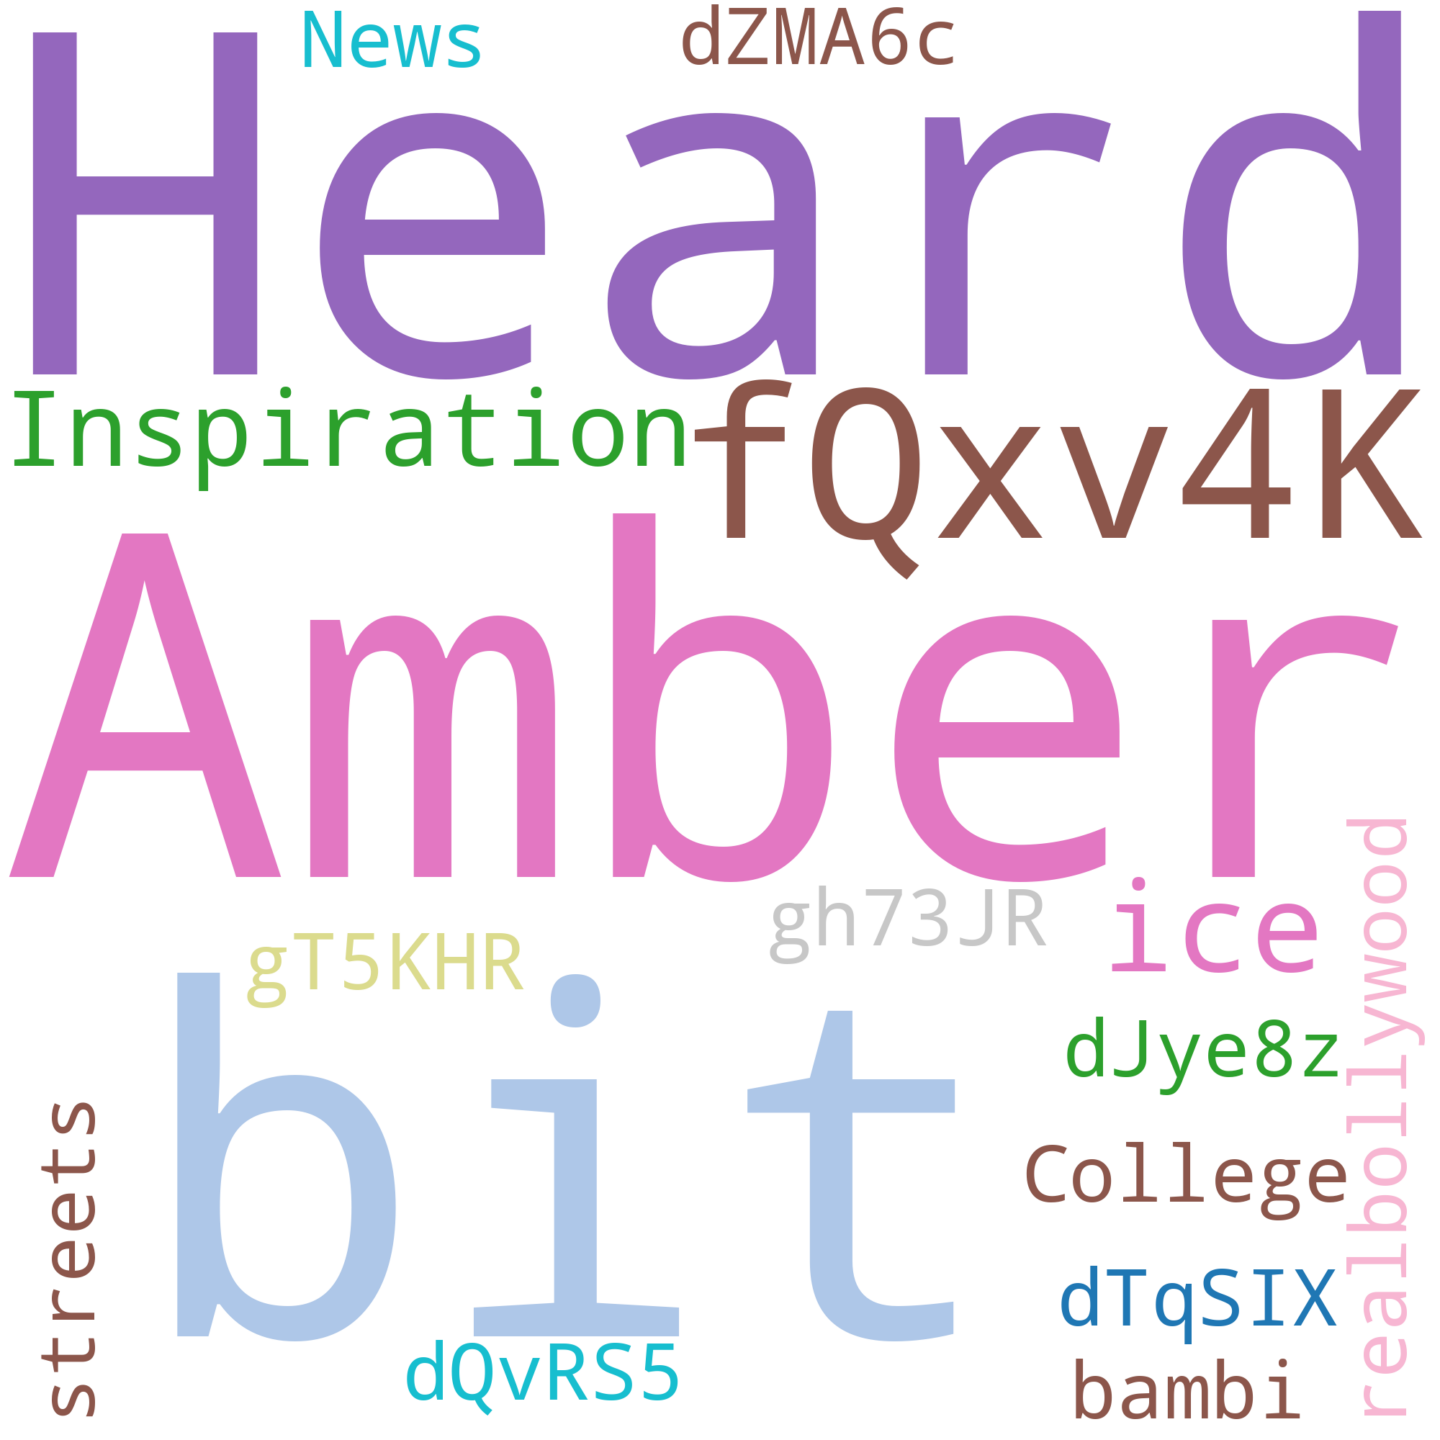 News
dZMA6c
Heard
Inspiration
fQxv4K
Amber
gh73JR
ice
gT5KHR
realbollywood
bit
dJye8z
streets
College
dTqSIX
dQvRS5
bambi